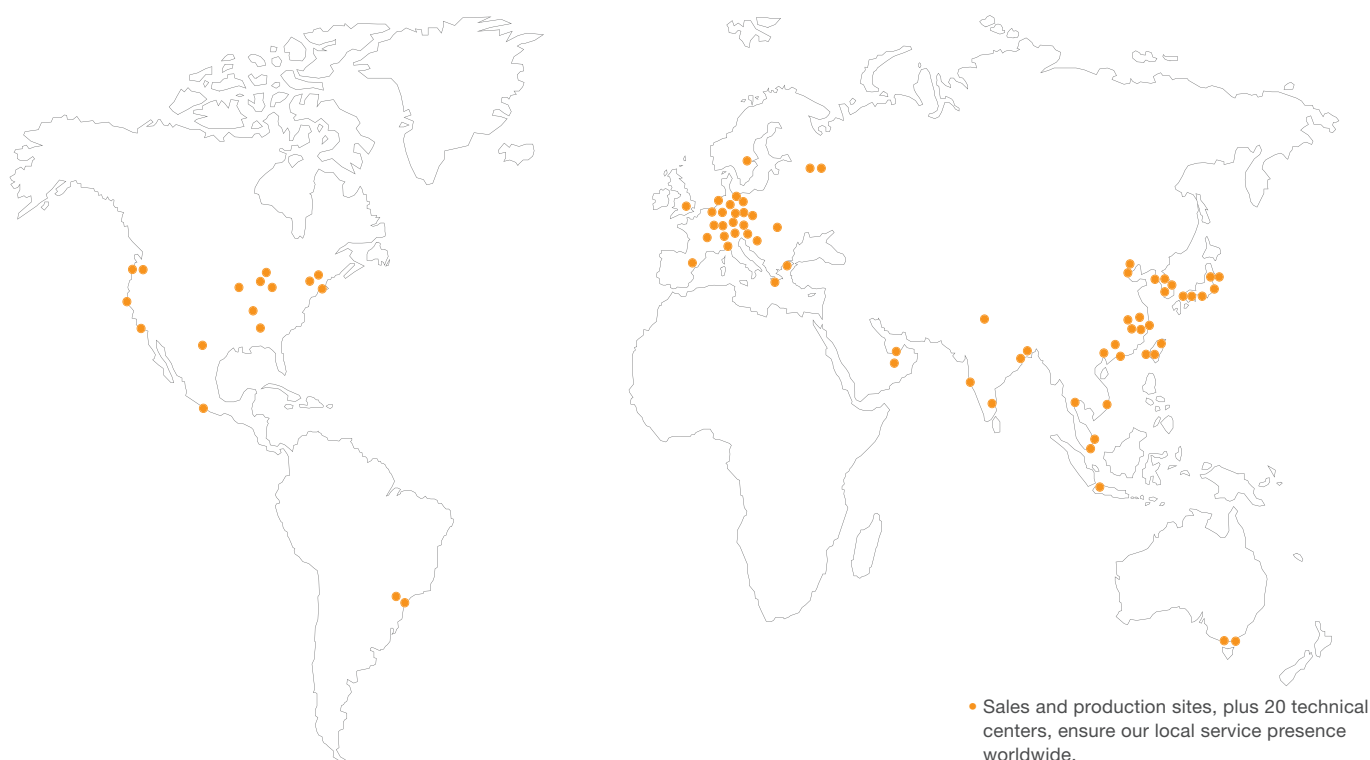 Sales and production sites, plus 20 technical
centers, ensure our local service presence
worldwide.